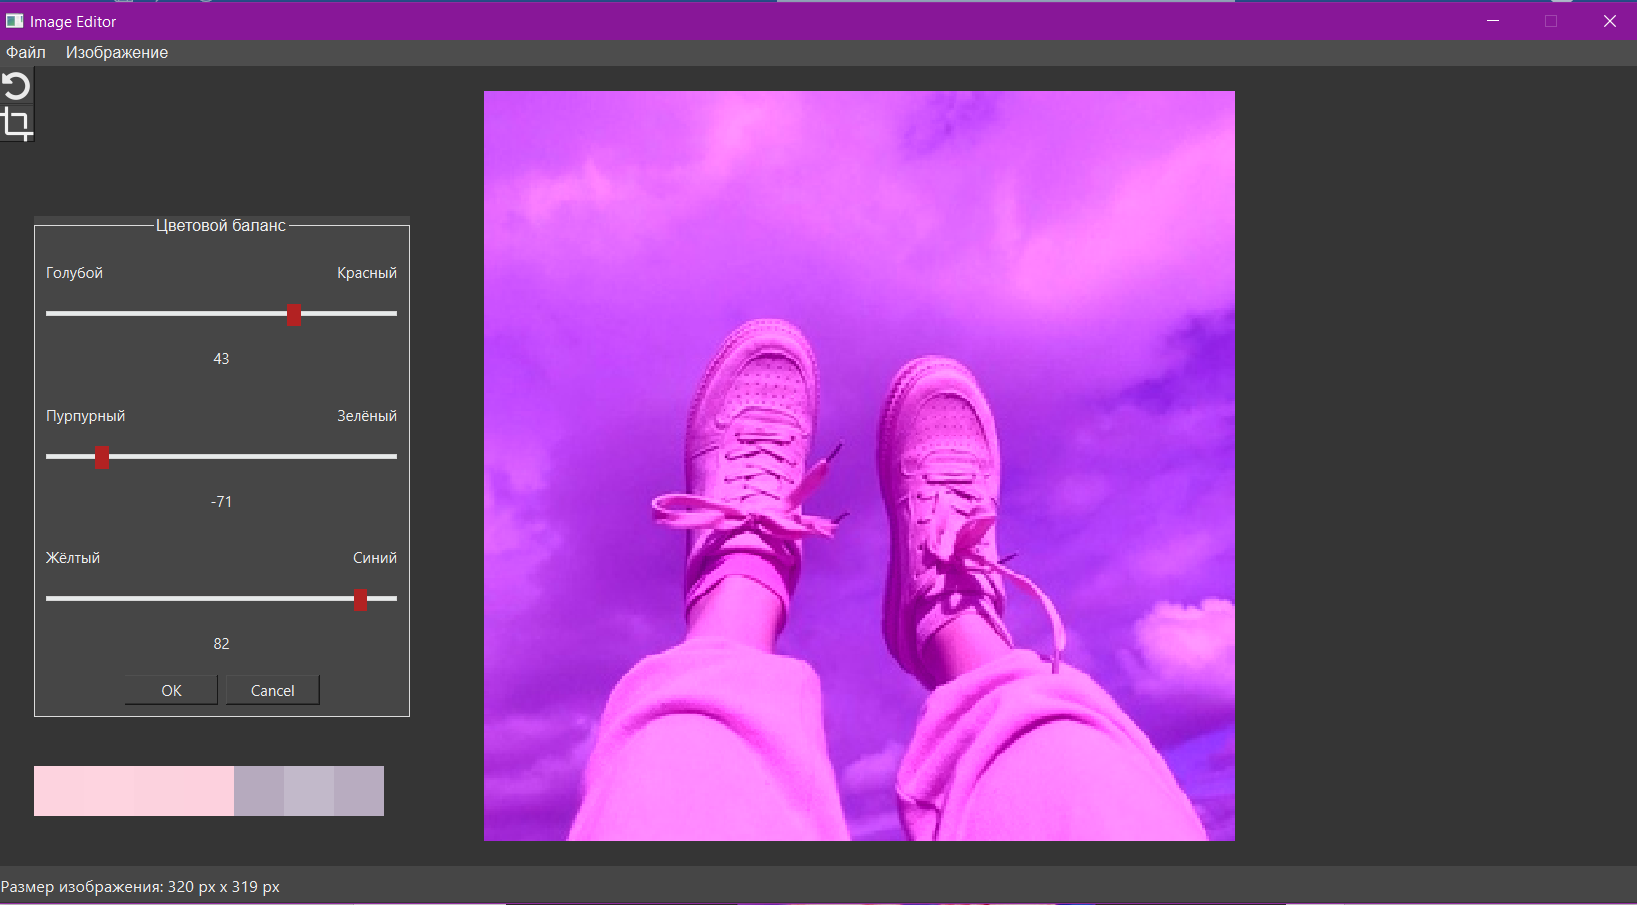 Image Editor
Файл Изображение
Цветовой баланс
Голубой Красный
43
Пурпурный Зелёный
-71
Жёлтый Синий
82
OK Cancel
Размер изображения: 320 px x 319 px